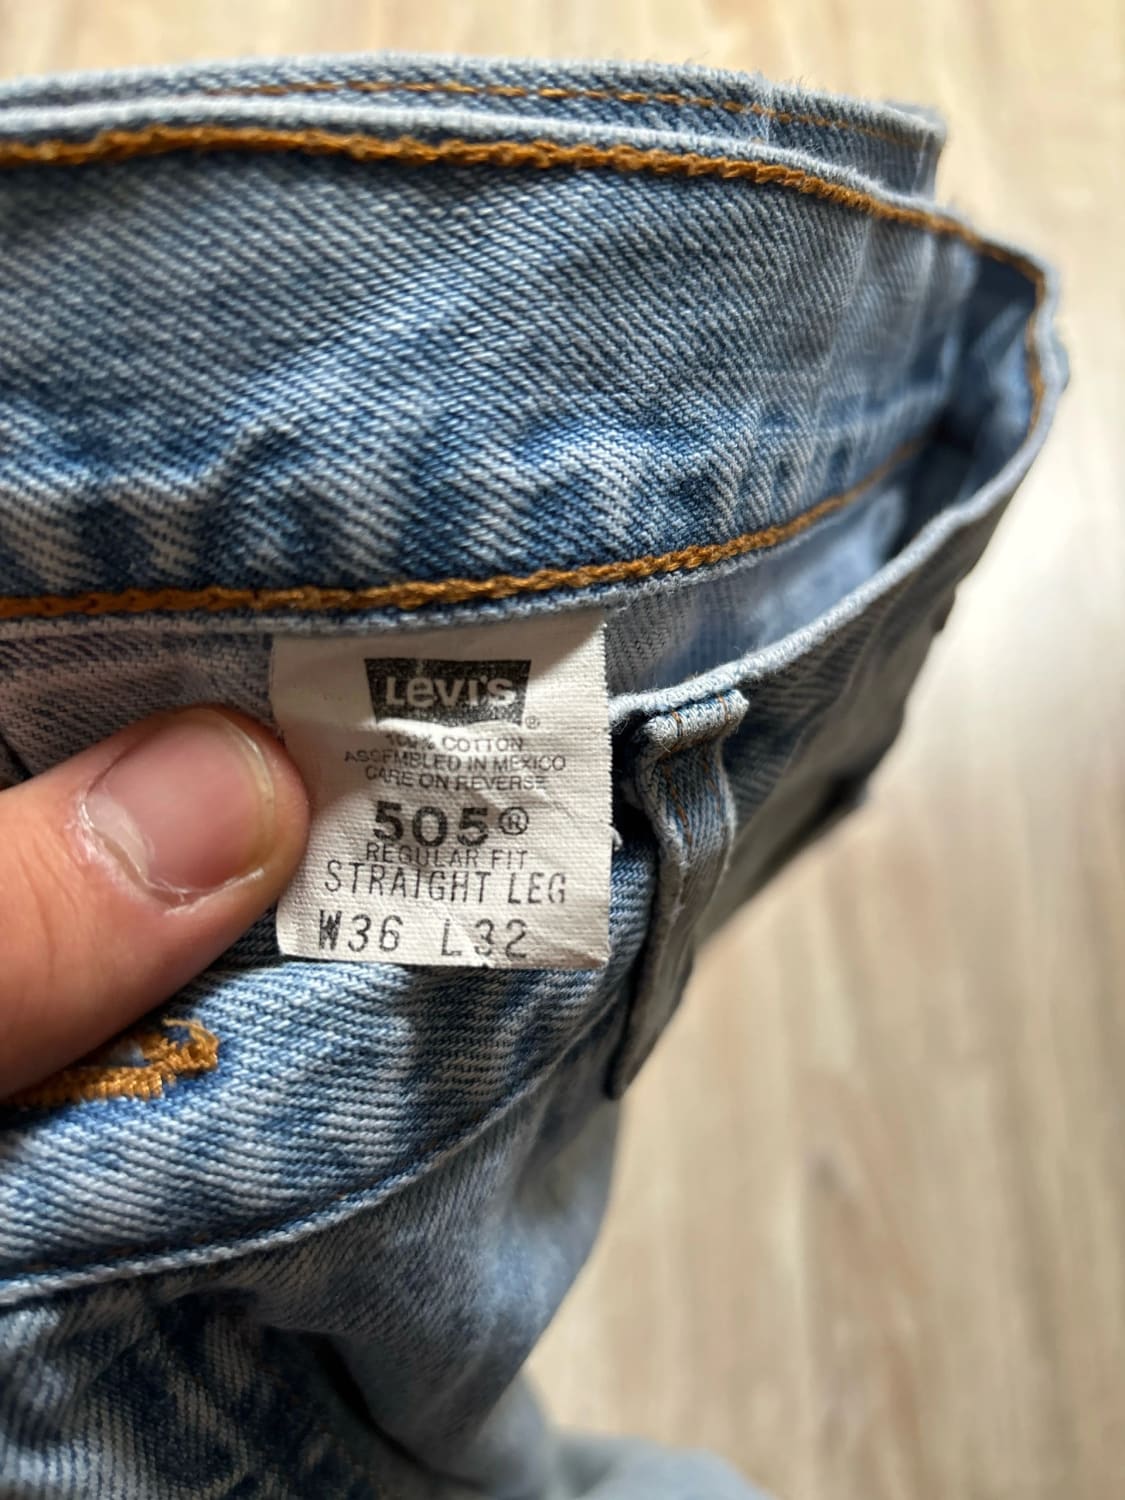 LEVI'S ®
100% COTTON
ASSEMBLED IN MEXICO
CARE ON REVERSE
505®
REGULAR FIT
STRAIGHT LEG
W36 L32